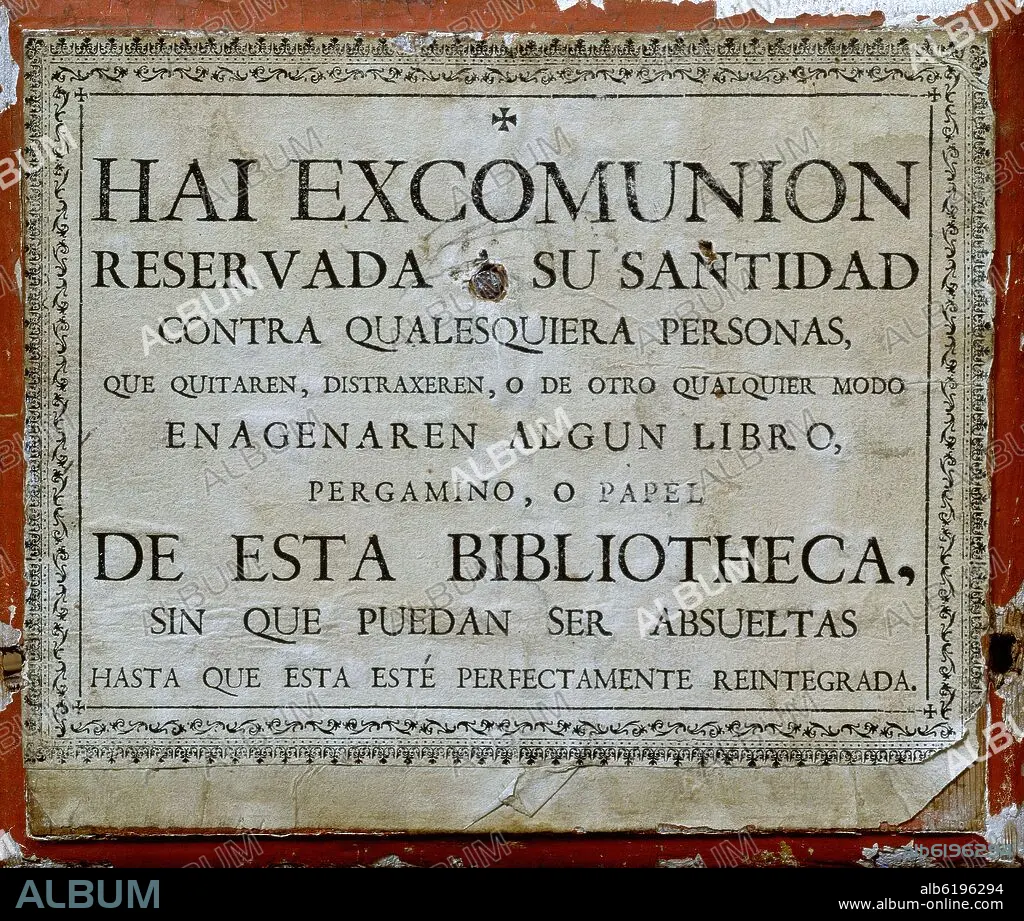 HAI EXCOMUNION
RESERVADA SU SANTIDAD
CONTRA QUALESQUIERA PERSONAS,
QUE QUITAREN, DISTRAXEREN, O DE OTRO QUALQUIER MODO
ENAGENAREN ALGUN LIBRO,
PERGAMINO, O PAPEL
DE ESTA BIBLIOTHECA,
SIN QUE PUEDAN SER ABSUELTAS
HASTA QUE ESTA ESTÉ PERFECTAMENTE REINTEGRADA.
ALBUM
alb6196294
www.album-online.com